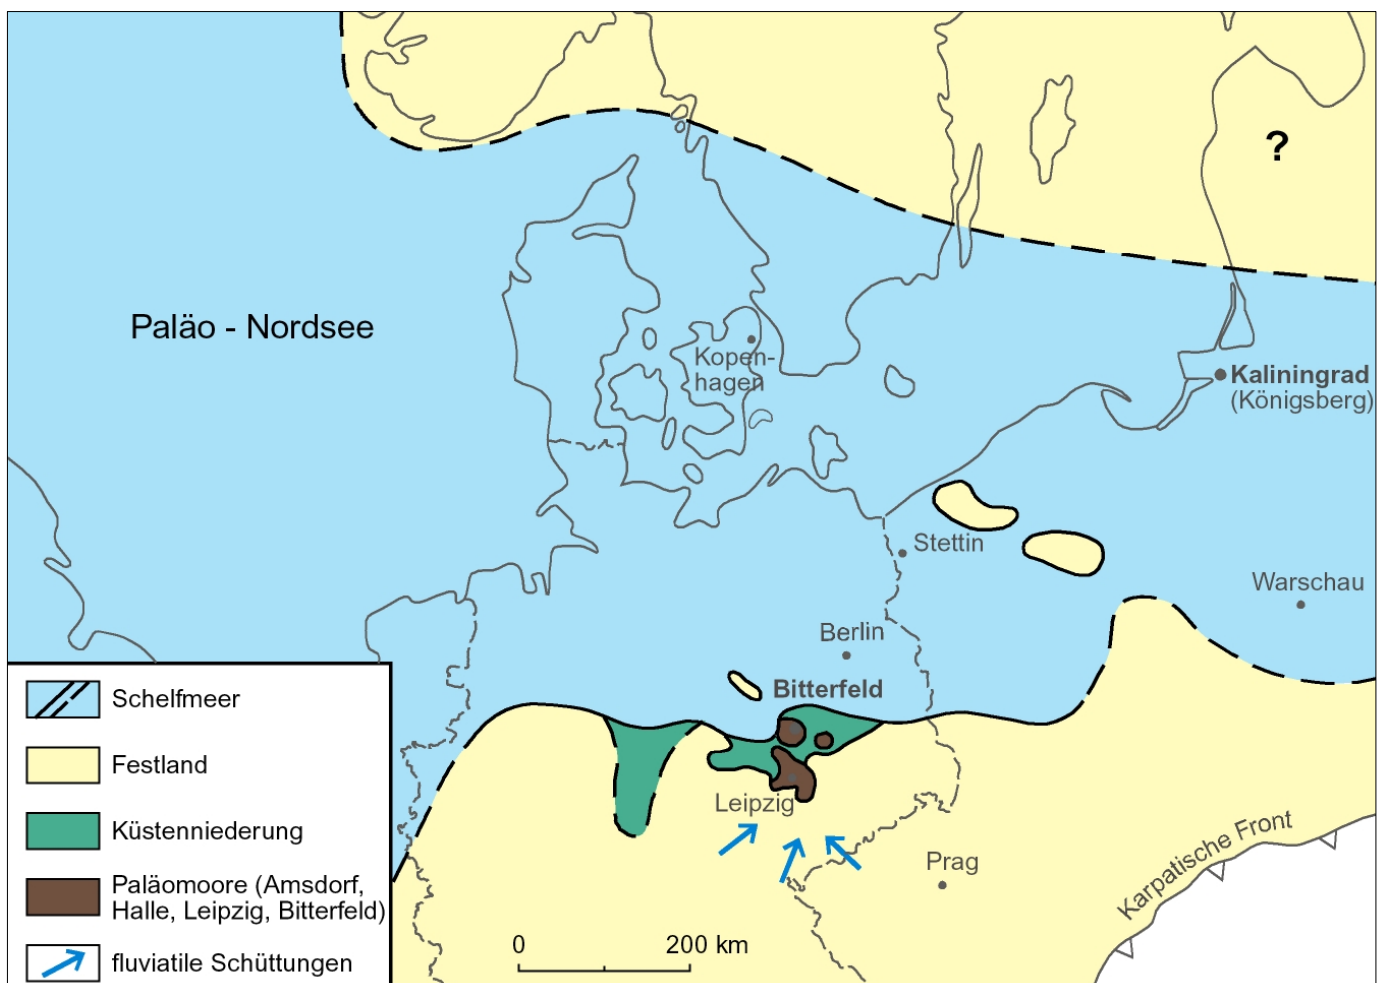 ?
Paläo - Nordsee
Kopen-
hagen
Kaliningrad
(Königsberg)
Stettin
Warschau
Berlin
Bitterfeld
Leipzig
Prag
Karpatische Front
0 200 km
Schelfmeer
Festland
Küstenniederung
Paläomoore (Amsdorf,
Halle, Leipzig, Bitterfeld)
fluviatile Schüttungen